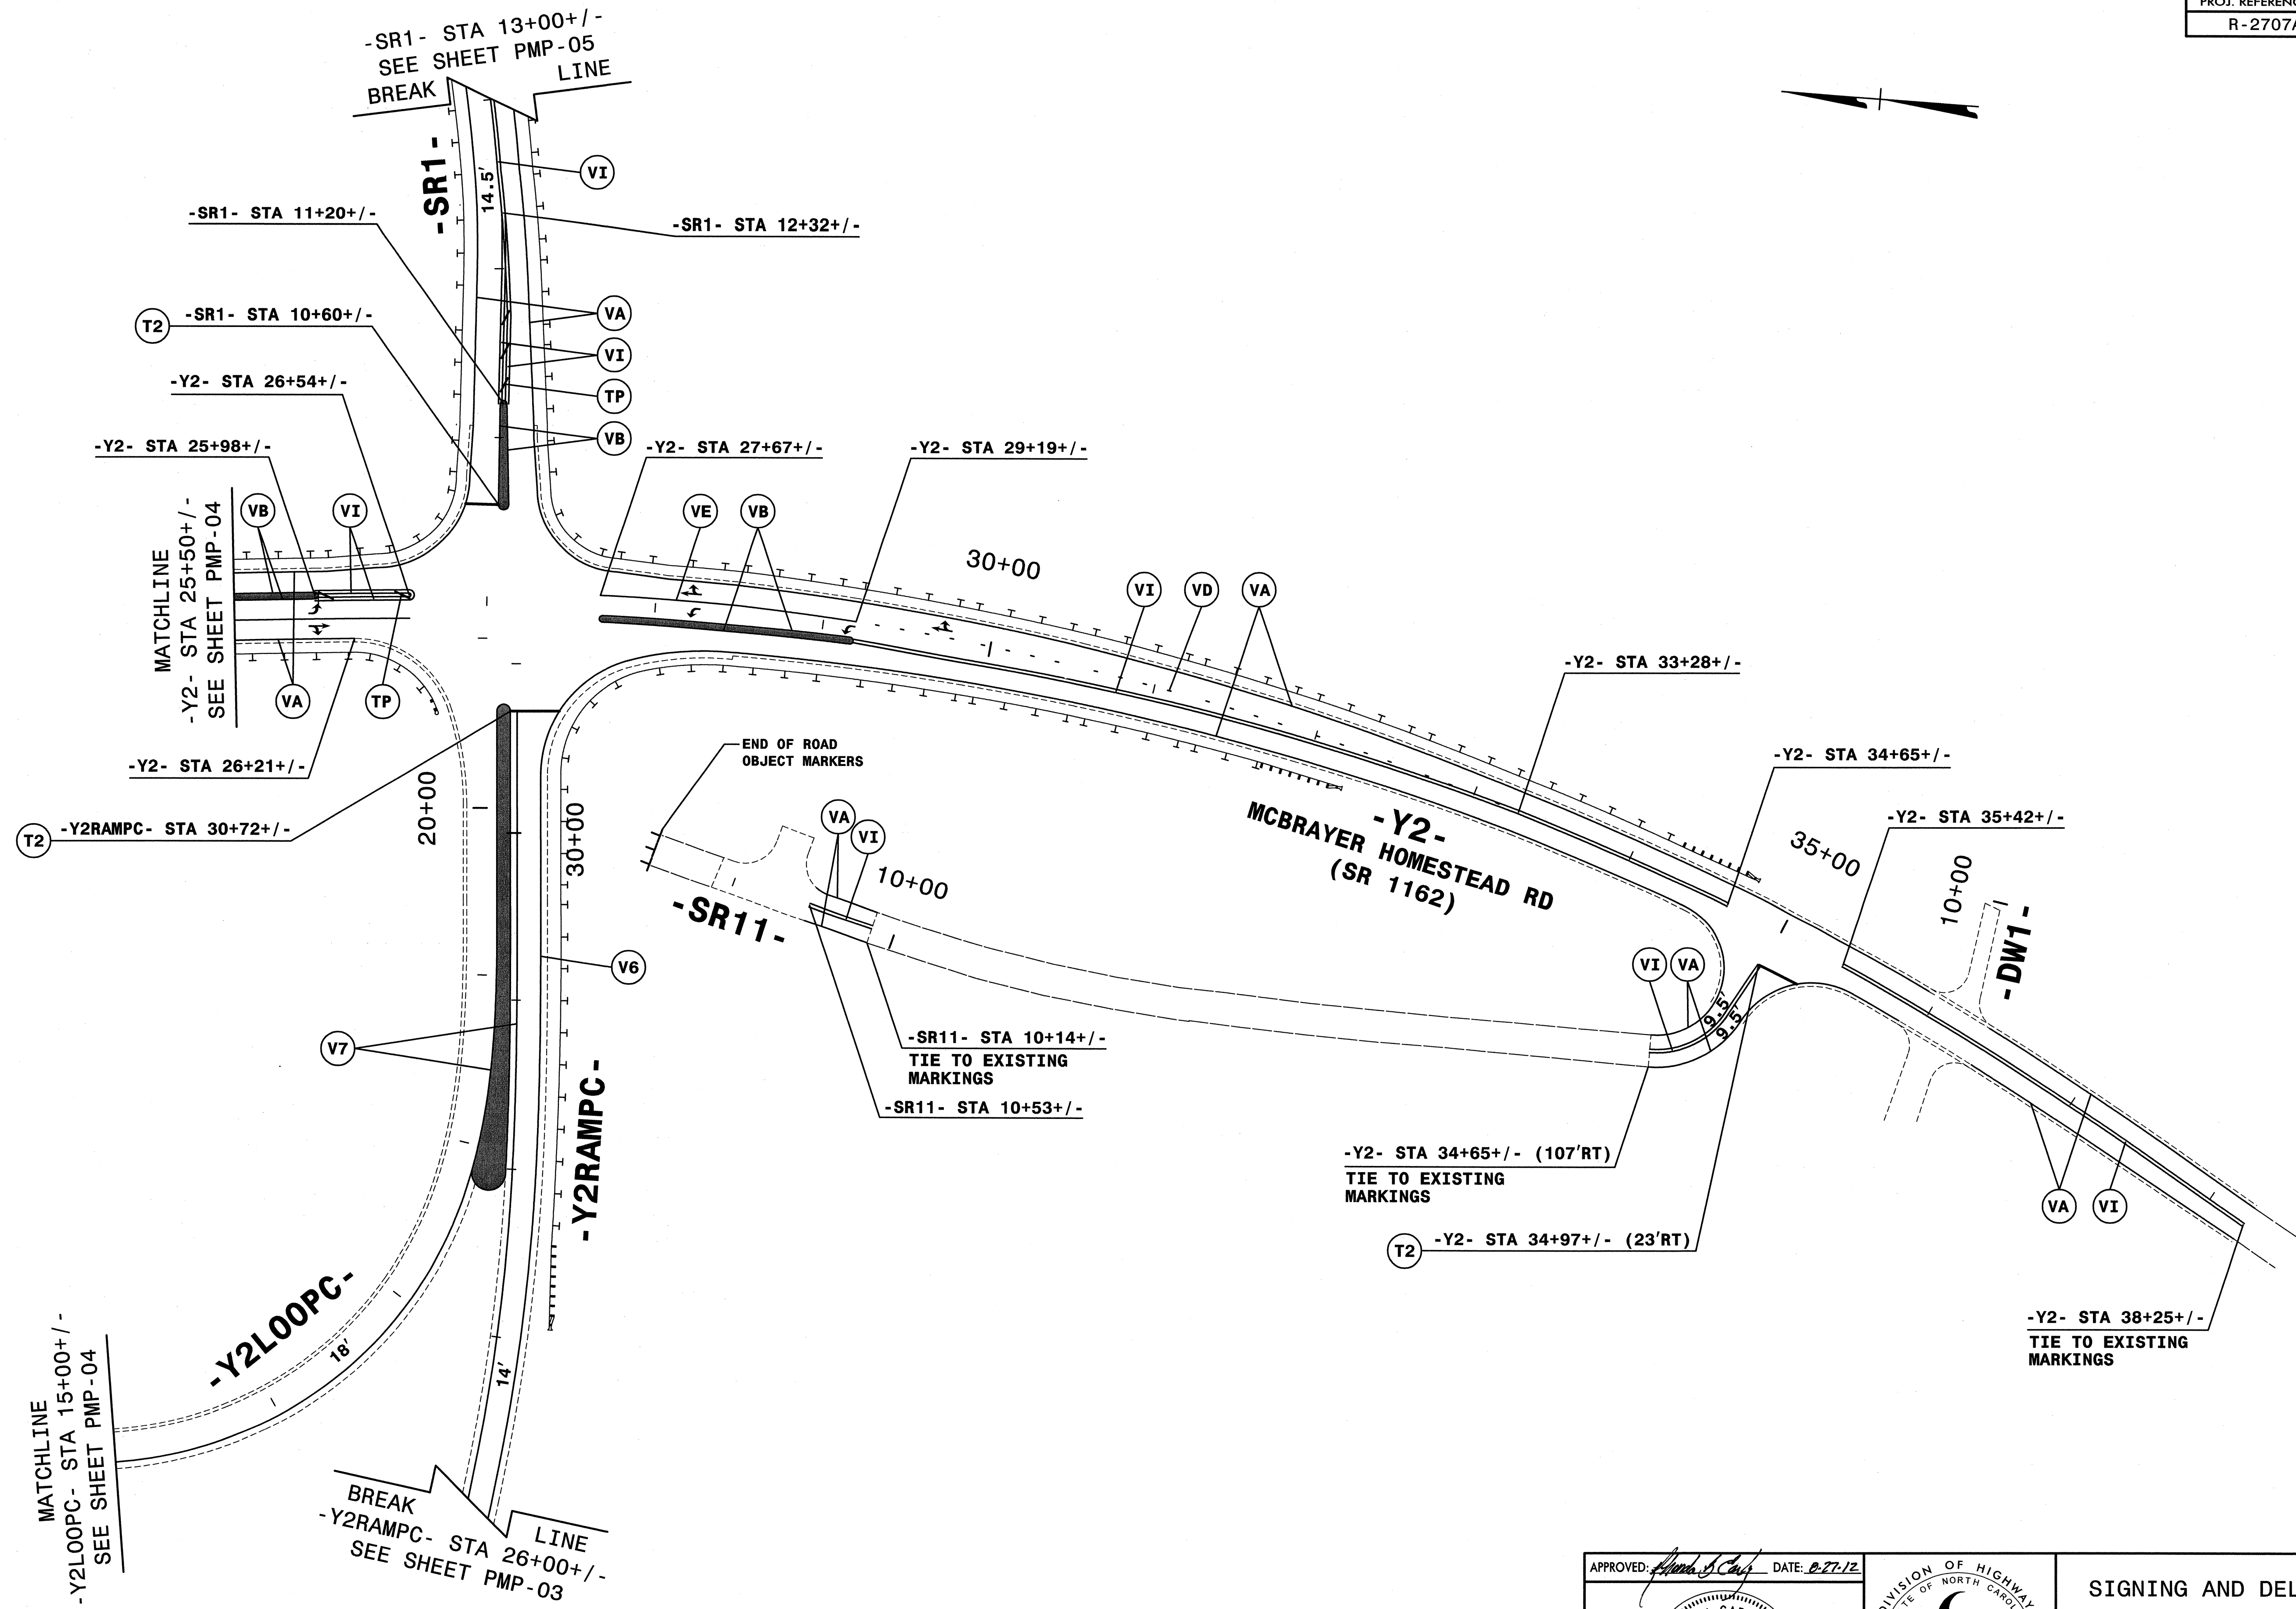 PROJ. REFERENC
R-2707A
-SR1- STA 13+00+/-
SEE SHEET PMP-05
BREAK LINE
-SR1-
14.5'
VI
-SR1- STA 11+20+/-
-SR1- STA 12+32+/-
T2
-SR1- STA 10+60+/-
VA
VI
TP
VB
-Y2- STA 26+54+/-
-Y2- STA 25+98+/-
-Y2- STA 27+67+/-
-Y2- STA 29+19+/-
MATCHLINE
-Y2- STA 25+50+/-
SEE SHEET PMP-04
VB
VI
VE
VB
30+00
VI
VD
VA
VA
TP
-Y2- STA 33+28+/-
-Y2- STA 26+21+/-
END OF ROAD
OBJECT MARKERS
-Y2- STA 34+65+/-
T2
-Y2RAMPC- STA 30+72+/-
20+00
30+00
VA
VI
10+00
-SR11-
-Y2-
MCBRAYER HOMESTEAD RD
(SR 1162)
35+00
-Y2- STA 35+42+/-
10+00
-DW1-
V6
VI
VA
9.5'
9.5'
V7
-SR11- STA 10+14+/-
TIE TO EXISTING
MARKINGS
-SR11- STA 10+53+/-
-Y2RAMPC-
-Y2- STA 34+65+/- (107'RT)
TIE TO EXISTING
MARKINGS
VA
VI
T2
-Y2- STA 34+97+/- (23'RT)
-Y2LOOPC-
18'
14'
-Y2- STA 38+25+/-
TIE TO EXISTING
MARKINGS
MATCHLINE
-Y2LOOPC- STA 15+00+/-
SEE SHEET PMP-04
BREAK LINE
-Y2RAMPC- STA 26+00+/-
SEE SHEET PMP-03
APPROVED:
DATE: 8-27-12
DIVISION OF HIGHWAY
TE OF NORTH CAROL
SIGNING AND DEL